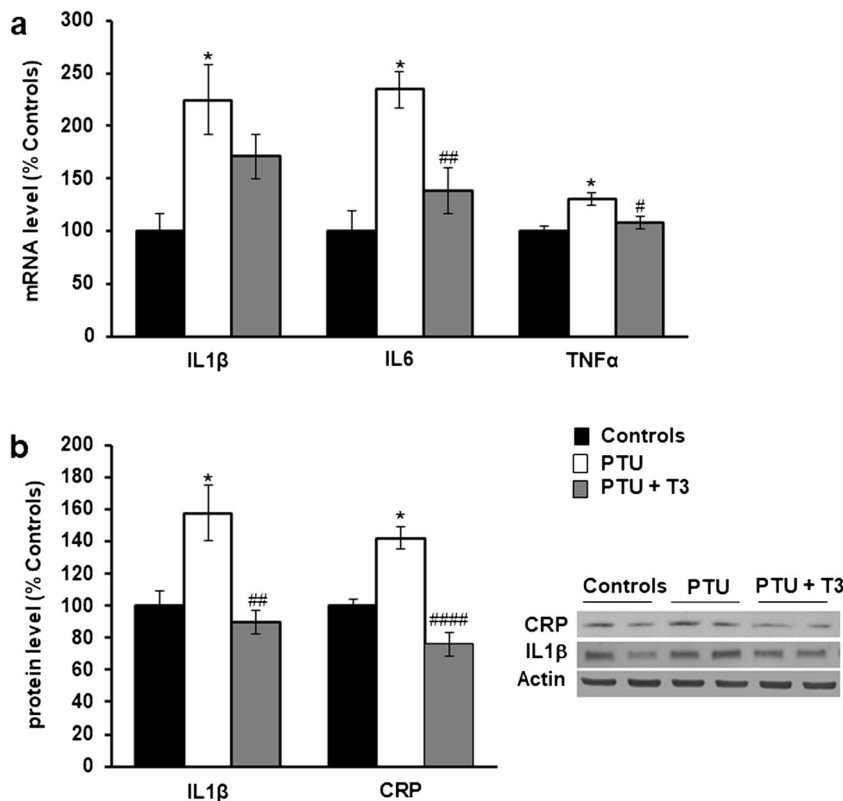 a
mRNA level (% Controls)
300
250
200
150
100
50
0
*
*
##
*
#
IL1β
IL6
TNFα
b
protein level (% Controls)
200
180
160
140
120
100
80
60
40
20
0
*
##
*
####
IL1β
CRP
Controls
PTU
PTU + T3
Controls PTU PTU + T3
CRP
IL1β
Actin